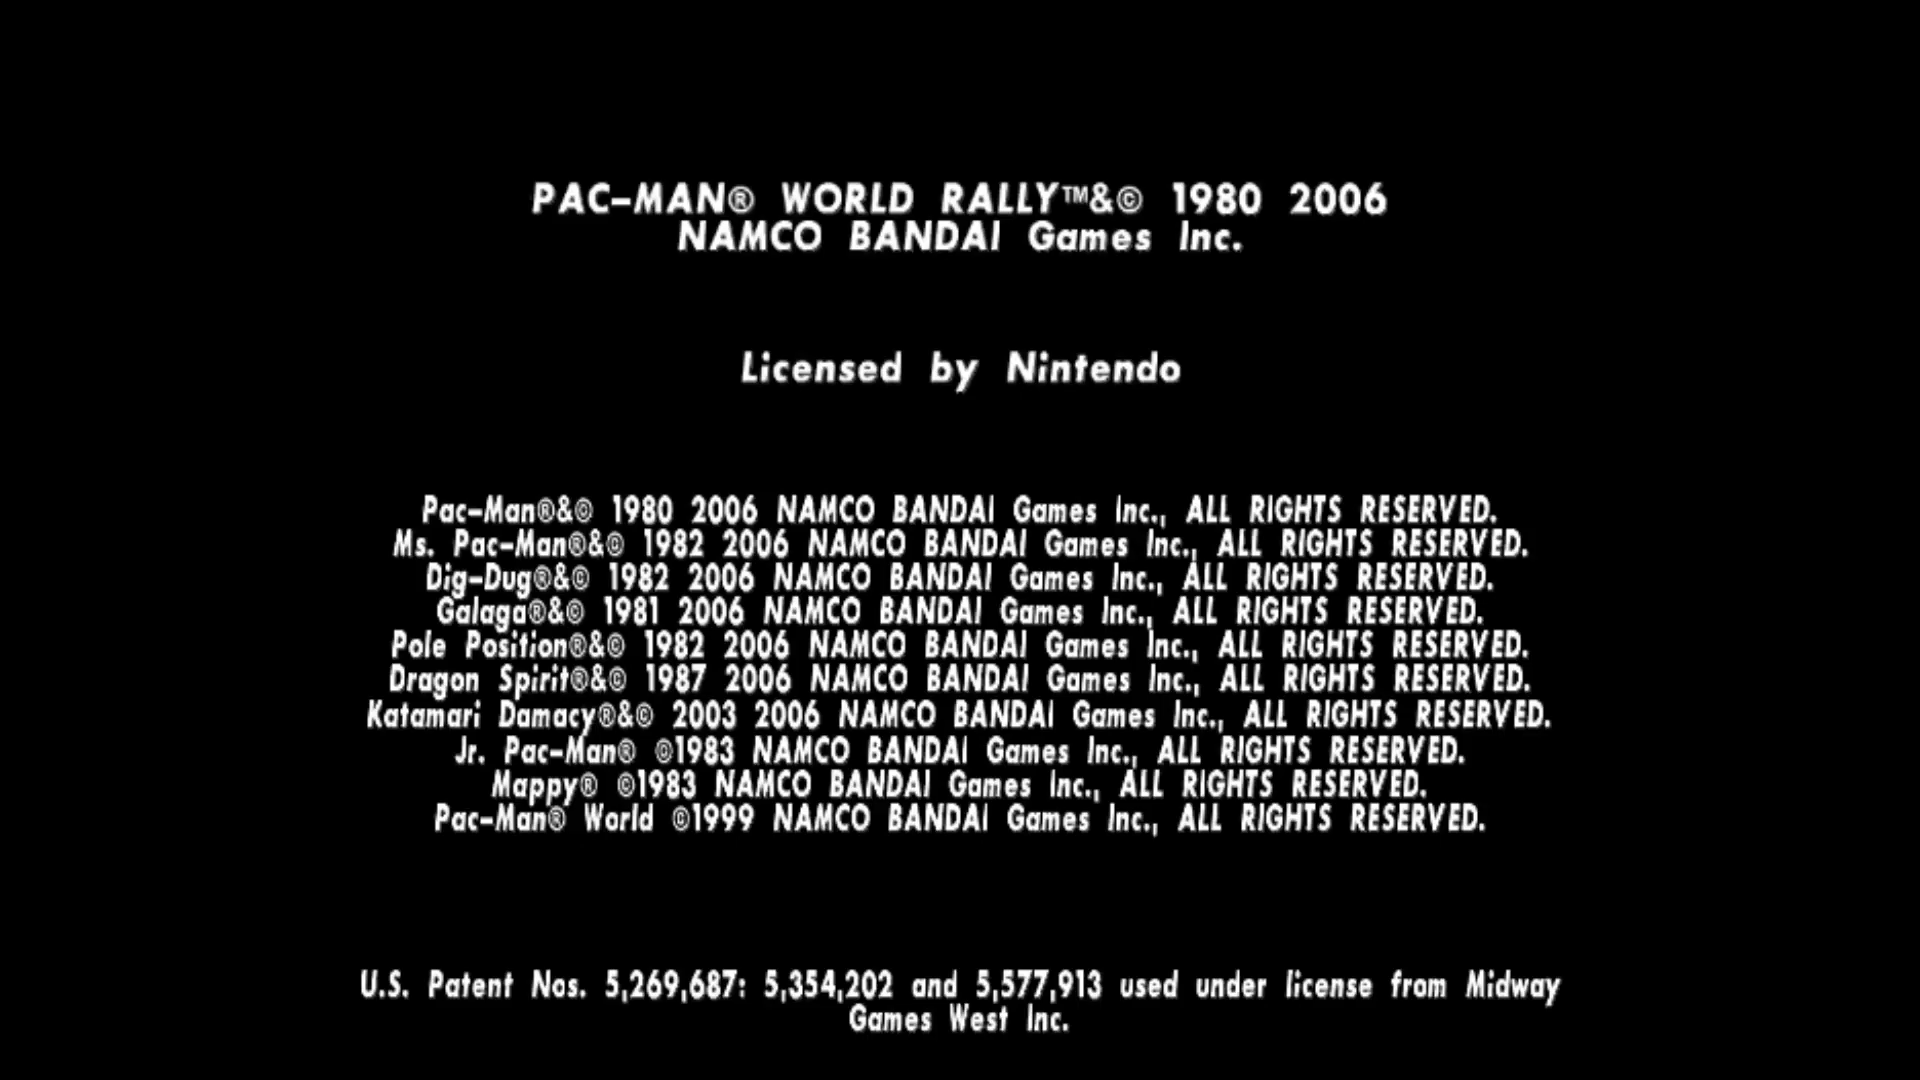 PAC-MAN® WORLD RALLY™&© 1980 2006
NAMCO BANDAI Games Inc.
Licensed by Nintendo
Pac-Man®&© 1980 2006 NAMCO BANDAI Games Inc., ALL RIGHTS RESERVED.
Ms. Pac-Man®&© 1982 2006 NAMCO BANDAI Games Inc., ALL RIGHTS RESERVED.
Dig-Dug®&© 1982 2006 NAMCO BANDAI Games Inc., ALL RIGHTS RESERVED.
Galaga®&© 1981 2006 NAMCO BANDAI Games Inc., ALL RIGHTS RESERVED.
Pole Position®&© 1982 2006 NAMCO BANDAI Games Inc., ALL RIGHTS RESERVED.
Dragon Spirit®&© 1987 2006 NAMCO BANDAI Games Inc., ALL RIGHTS RESERVED.
Katamari Damacy®&© 2003 2006 NAMCO BANDAI Games Inc., ALL RIGHTS RESERVED.
Jr. Pac-Man® ©1983 NAMCO BANDAI Games Inc., ALL RIGHTS RESERVED.
Mappy® ©1983 NAMCO BANDAI Games Inc., ALL RIGHTS RESERVED.
Pac-Man® World ©1999 NAMCO BANDAI Games Inc., ALL RIGHTS RESERVED.
U.S. Patent Nos. 5,269,687: 5,354,202 and 5,577,913 used under license from Midway
Games West Inc.